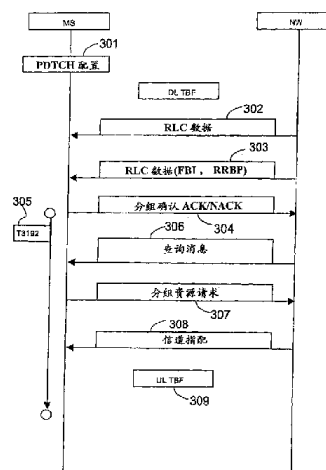 MS
NW
301
PDTCH 配置
DL TBF
302
RLC 数据
303
RLC 数据(FBI， RRBP)
305
T3192
分组确认 ACK/NACK
304
306
查询消息
分组资源请求
307
308
信道指配
UL TBF
309